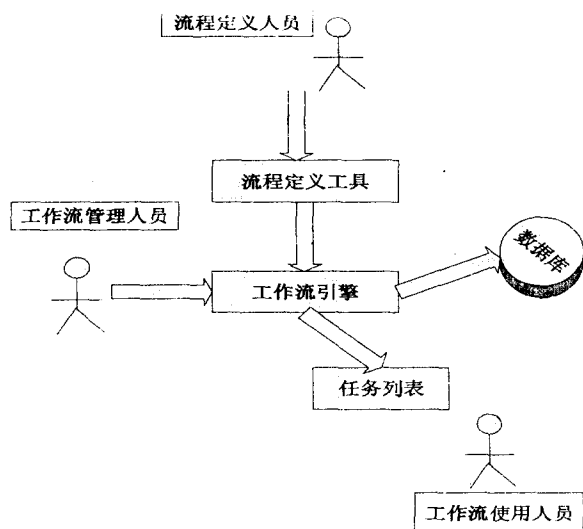 流程定义人员
流程定义工具
工作流管理人员
数据库
工作流引擎
任务列表
工作流使用人员